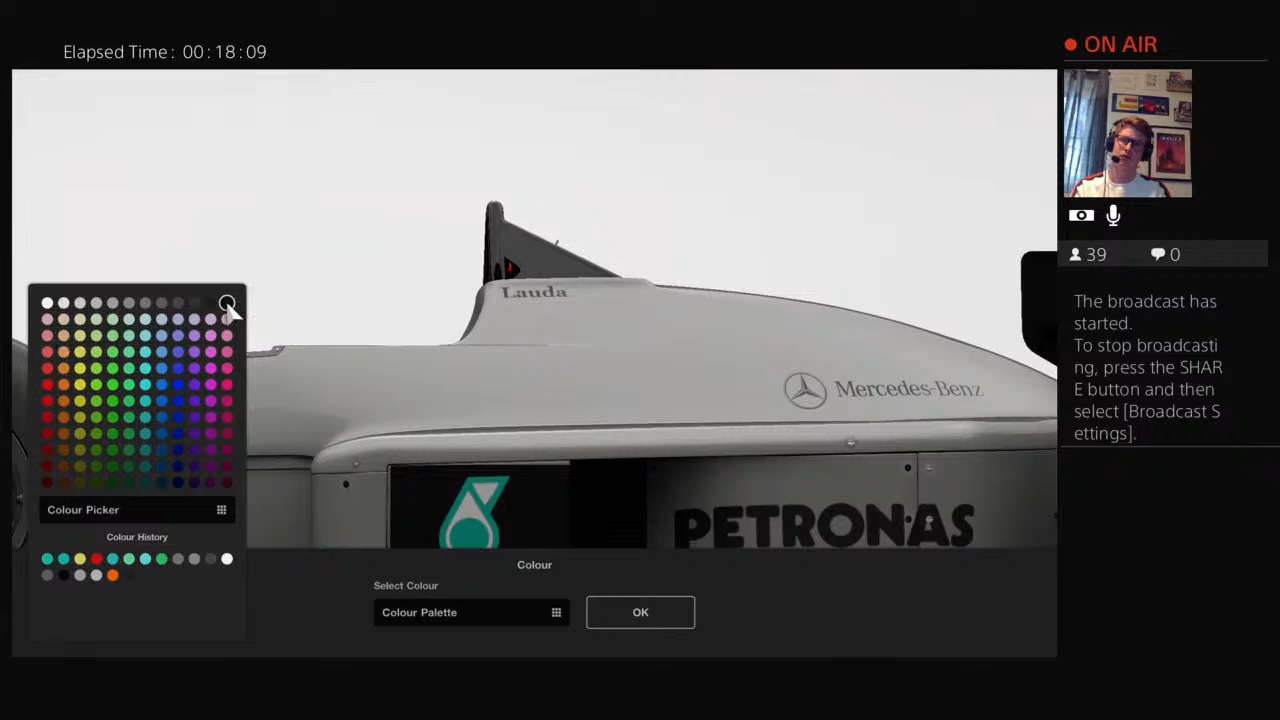 Elapsed Time: 00:18:09
ON AIR
39
0
The broadcast has
started.
To stop broadcasti
ng, press the SHAR
E button and then
select [Broadcast S
ettings].
Lauda
Mercedes-Benz
PETRONAS
Colour Picker
Colour History
Colour
Select Colour
Colour Palette
OK